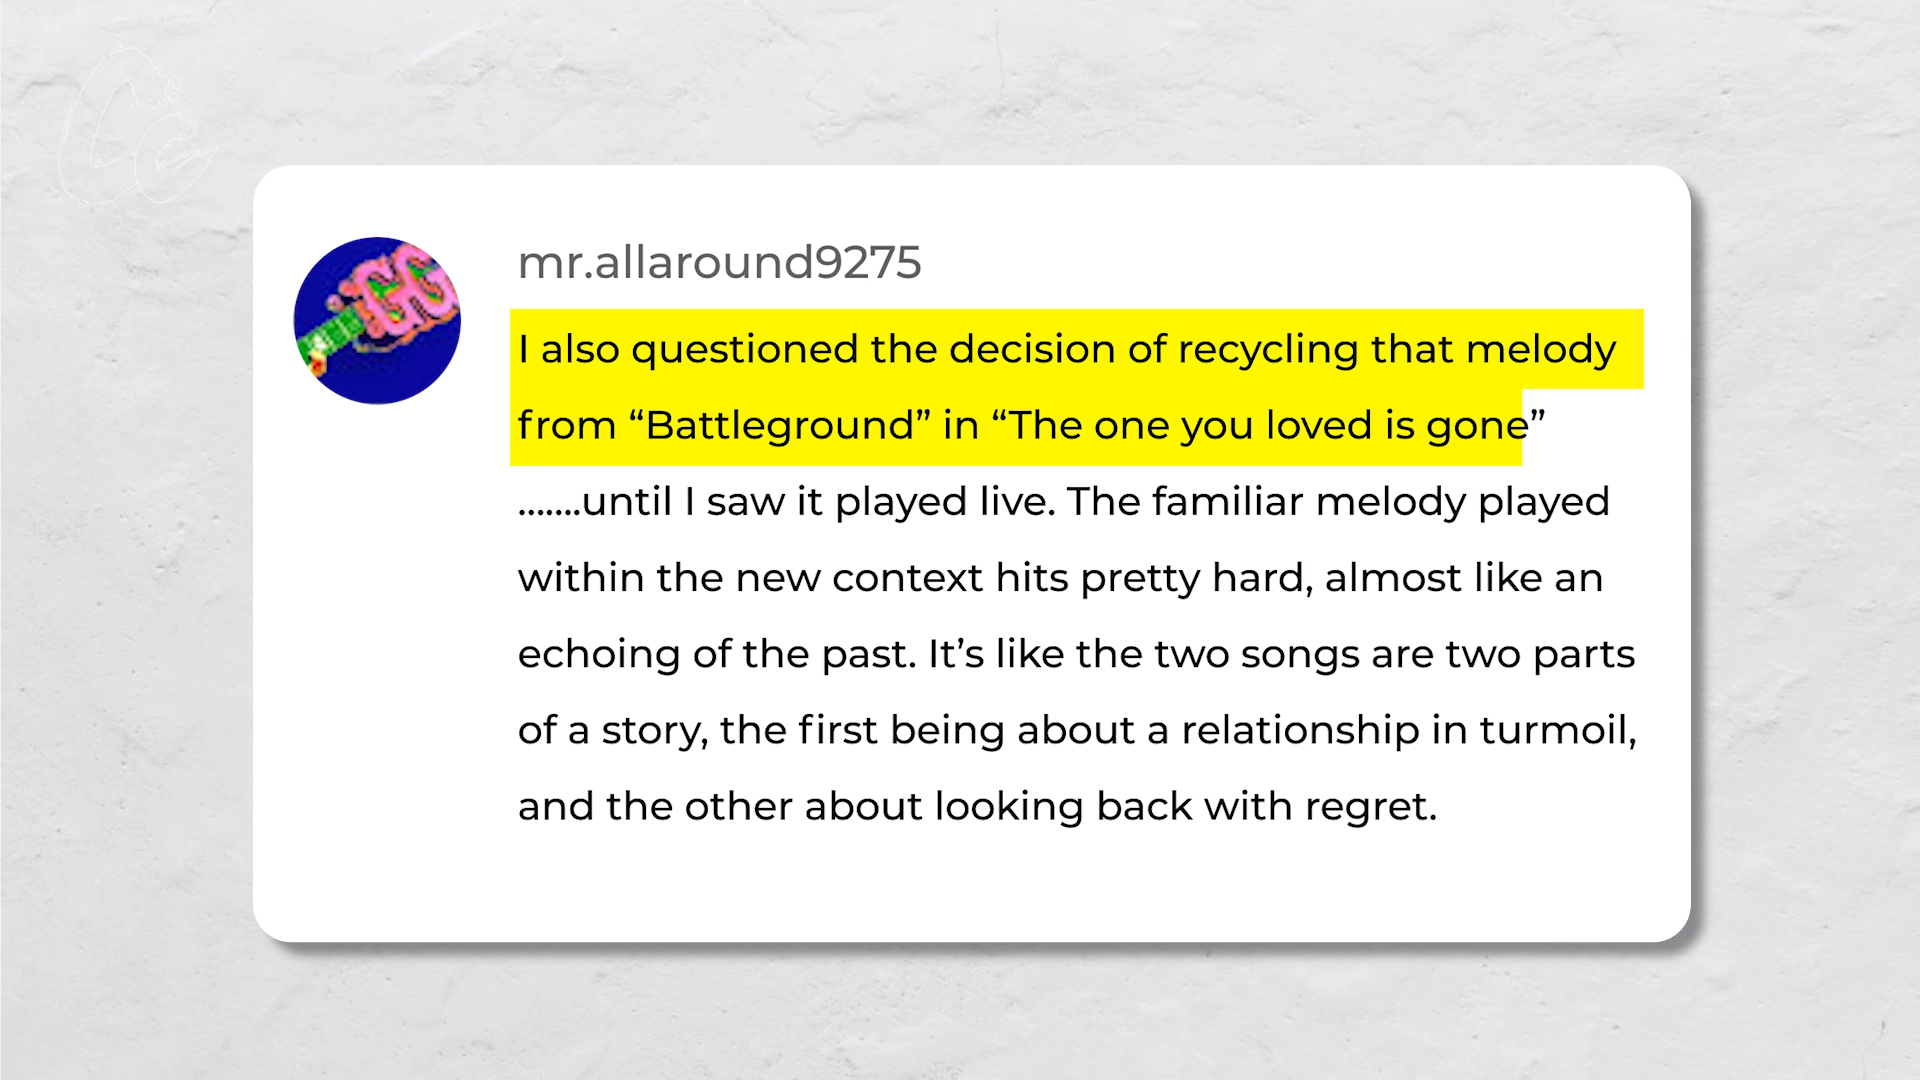 GG
mr.allaround9275
I also questioned the decision of recycling that melody
from “Battleground” in “The one you loved is gone”
.......until I saw it played live. The familiar melody played
within the new context hits pretty hard, almost like an
echoing of the past. It’s like the two songs are two parts
of a story, the first being about a relationship in turmoil,
and the other about looking back with regret.